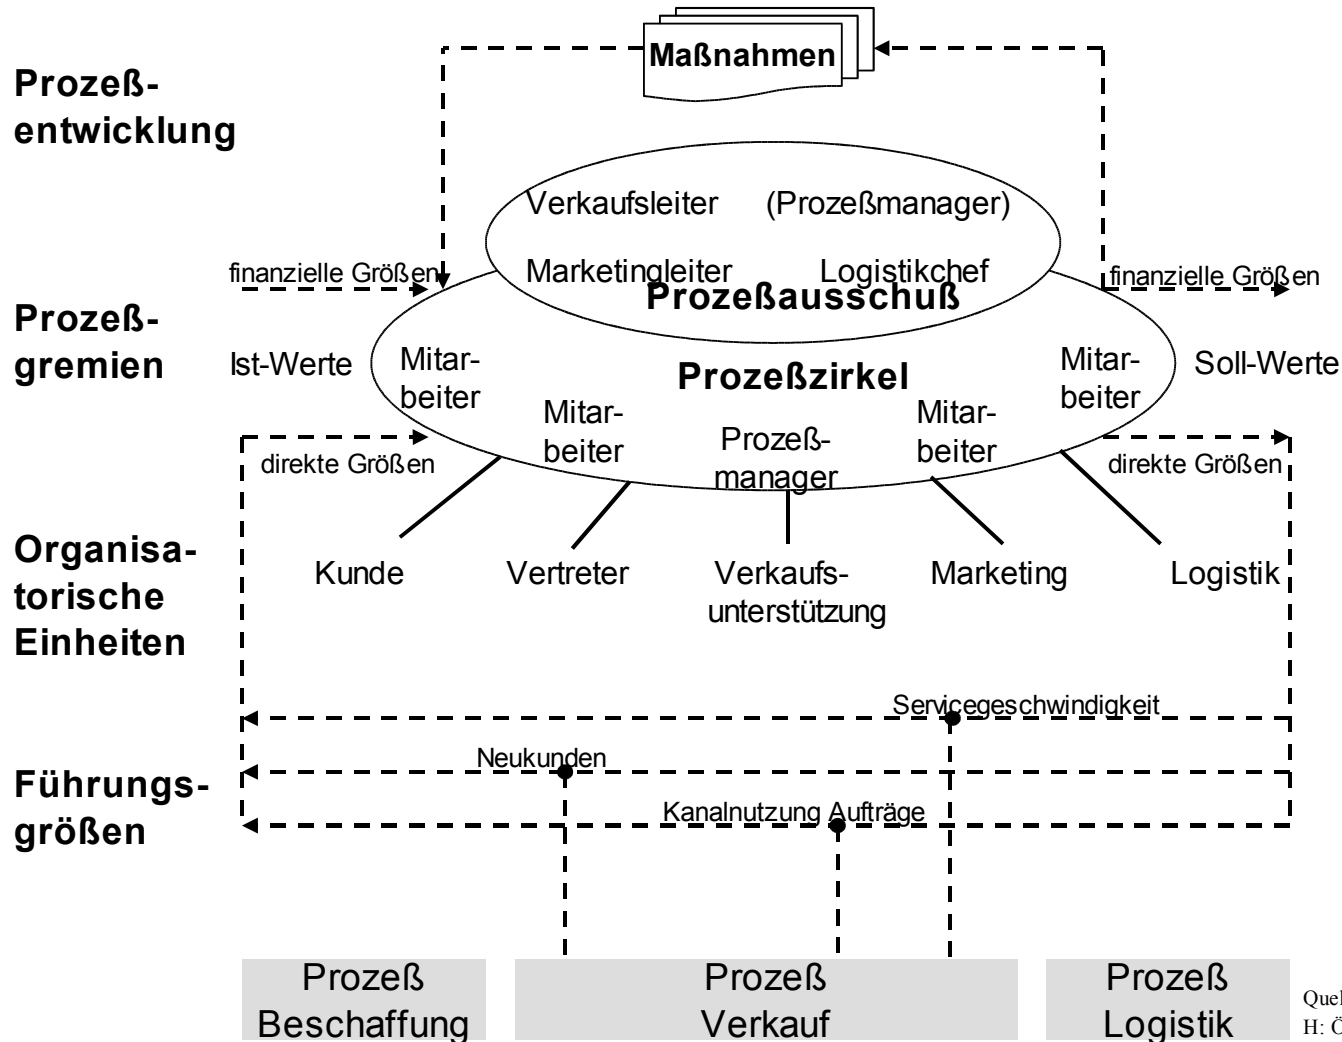 Maßnahmen
Prozeß-
entwicklung
Verkaufsleiter (Prozeßmanager)
Marketingleiter Logistikchef
Prozeßausschuß
finanzielle Größen
finanzielle Größen
Prozeß-
gremien
Ist-Werte
Mitar-
beiter
Prozeßzirkel
Mitar-
beiter
Soll-Werte
Mitar-
beiter
Prozeß-
manager
Mitar-
beiter
direkte Größen
direkte Größen
Organisa-
torische
Einheiten
Kunde
Vertreter
Verkaufs-
unterstützung
Marketing
Logistik
Servicegeschwindigkeit
Neukunden
Führungs-
größen
Kanalnutzung Aufträge
Prozeß
Beschaffung
Prozeß
Verkauf
Prozeß
Logistik
H: